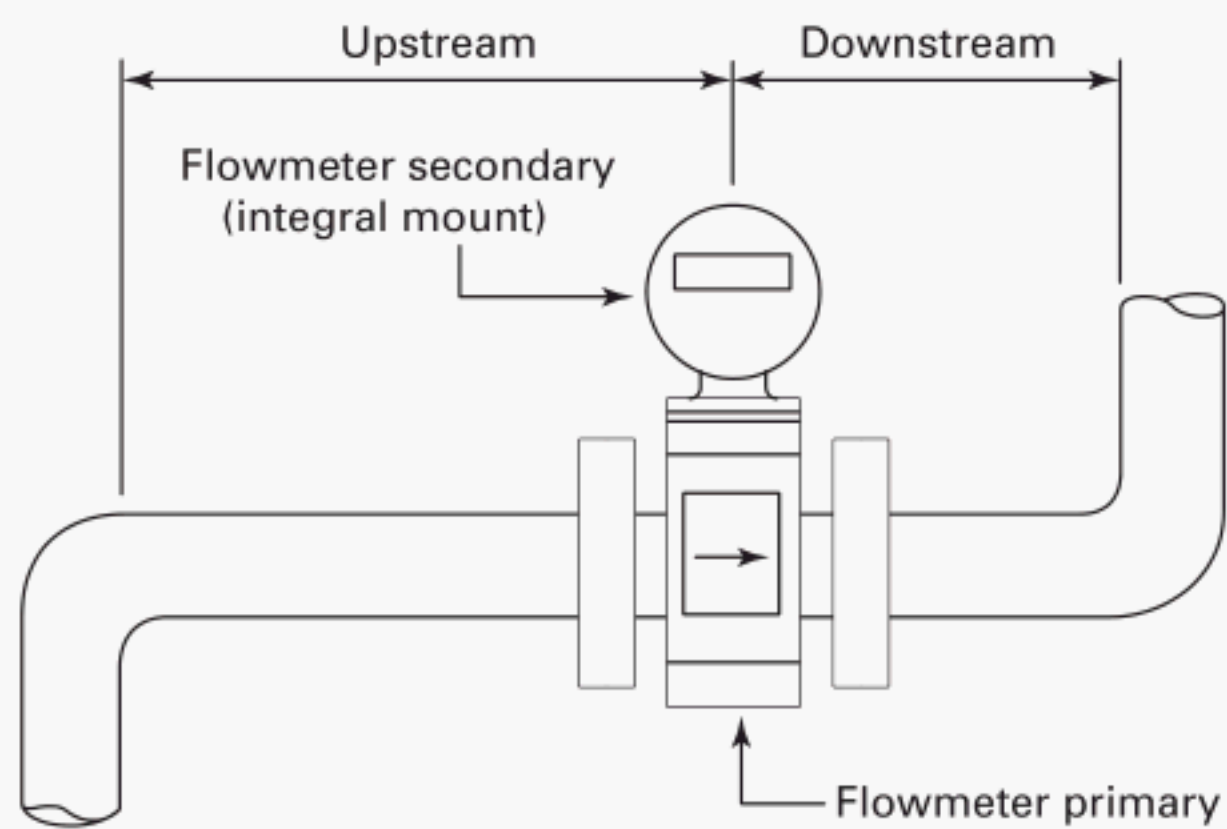 Upstream
Downstream
Flowmeter secondary
(integral mount)
Flowmeter primary